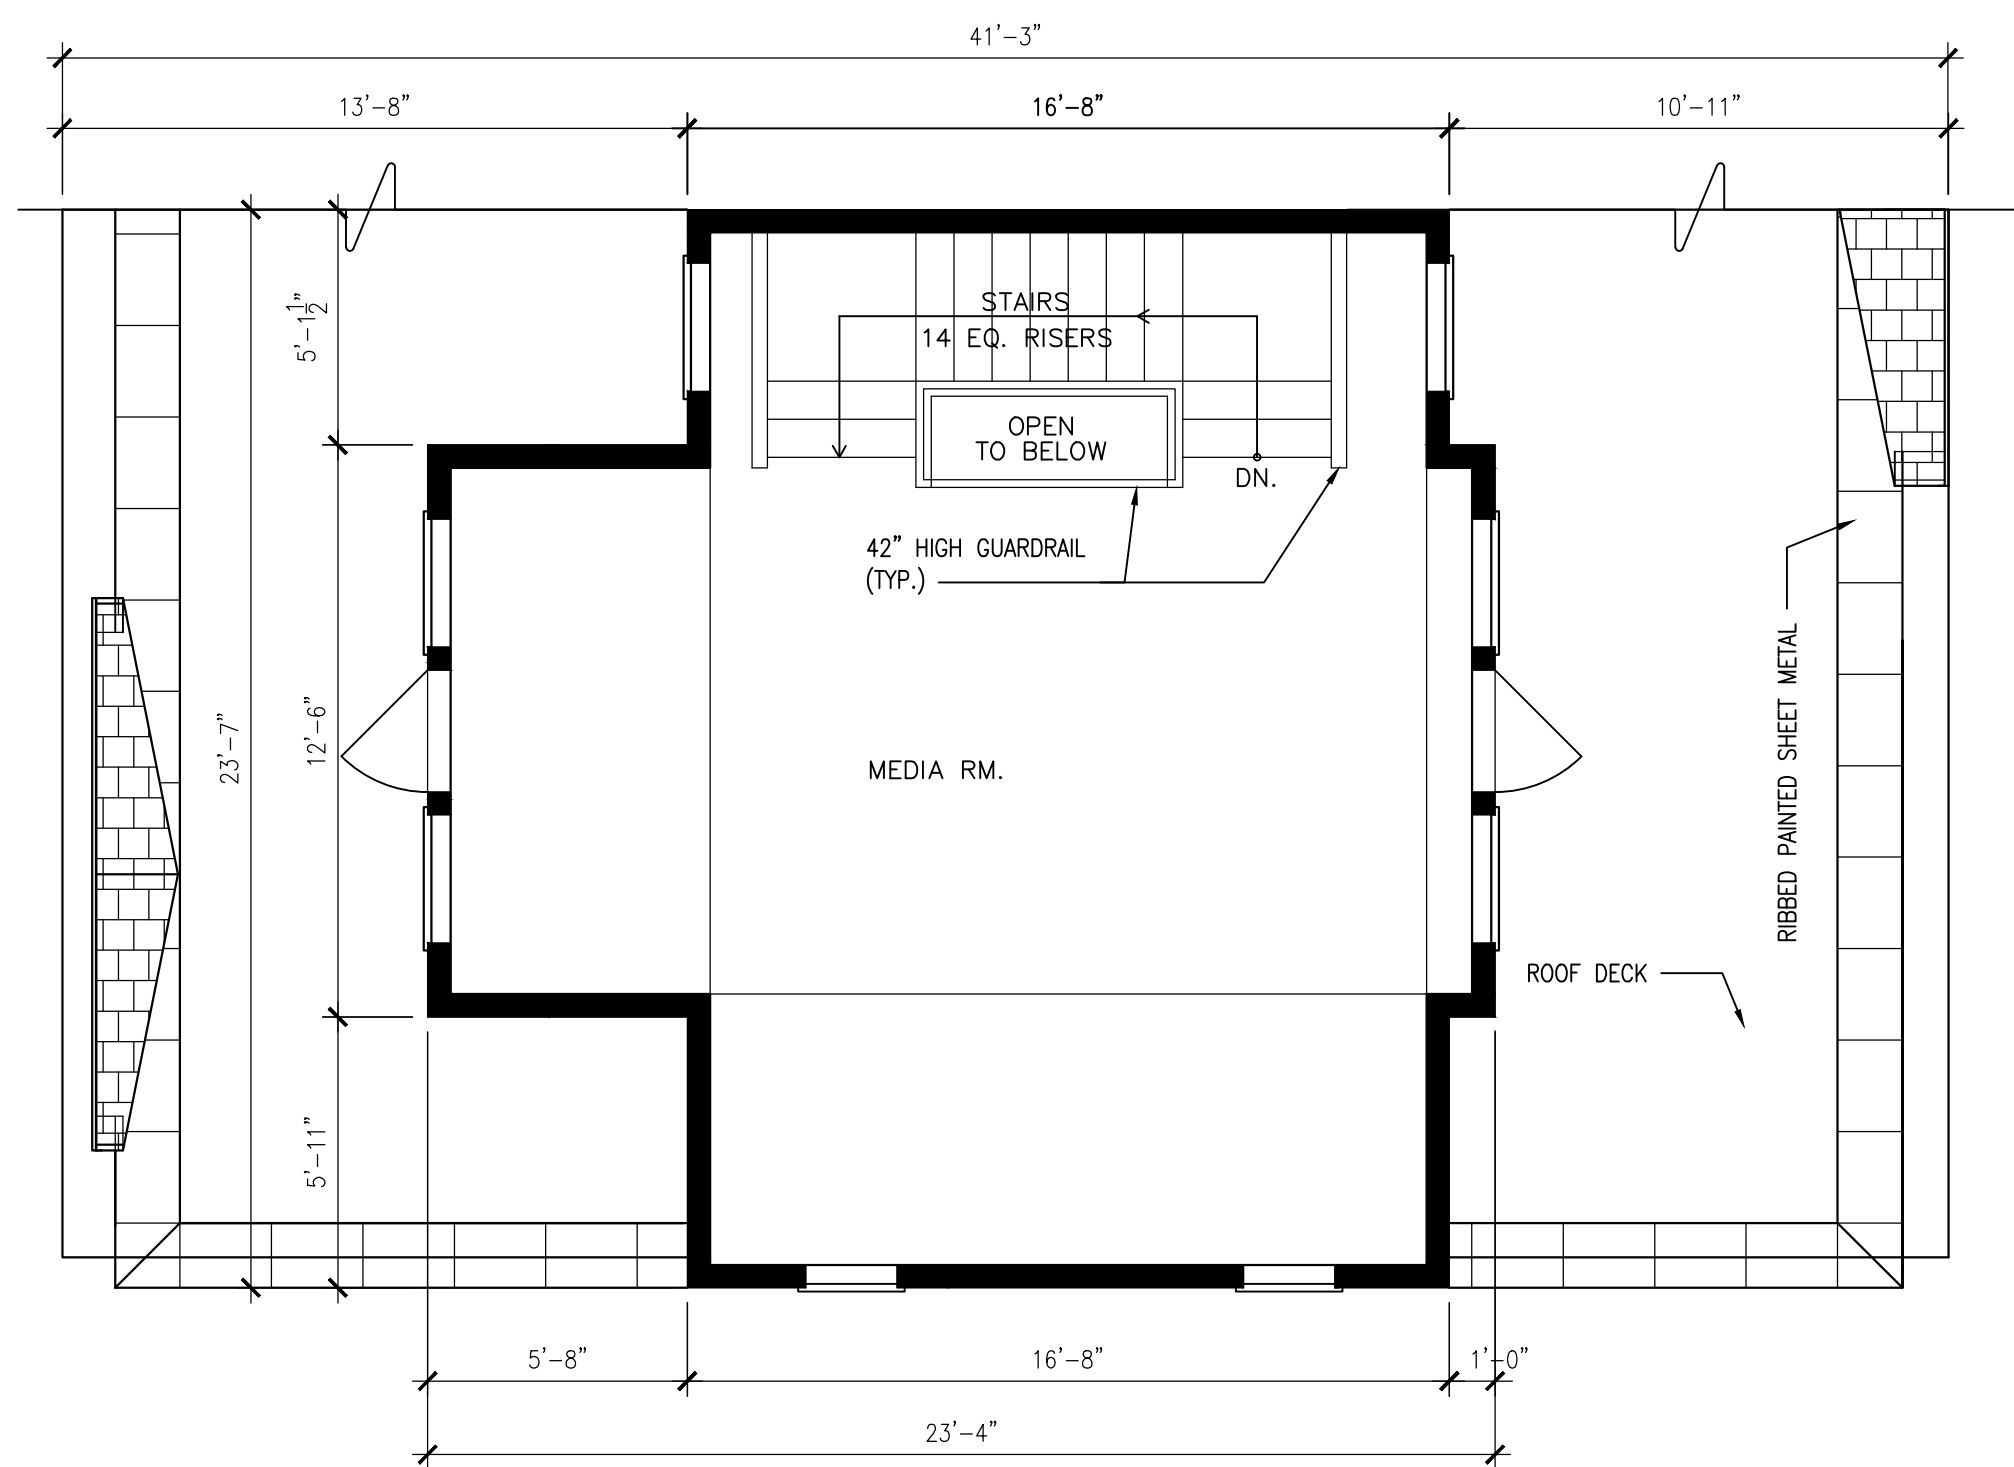 41'-3"
13'-8"
16'-8"
10'-11"
5'-1 1/2"
STAIRS
14 EQ. RISERS
OPEN
TO BELOW
DN.
42" HIGH GUARDRAIL
(TYP.)
23'-7"
12'-6"
MEDIA RM.
RIBBED PAINTED SHEET METAL
ROOF DECK
5'-11"
5'-8"
16'-8"
1'-0"
23'-4"